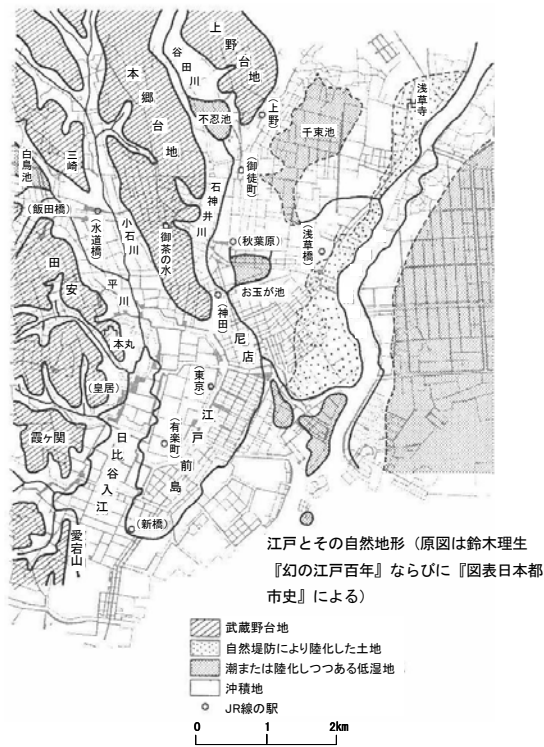 上野台地
谷田川
本郷台地
不忍池
(上野)
浅草寺
千束池
白鳥池
三崎
石神井川
(御徒町)
(飯田橋)
(水道橋)
小石川
御茶の水
(秋葉原)
(浅草橋)
田安
平川
お玉が池
(神田)
尼店
本丸
(皇居)
(東京)
江戸前島
(有楽町)
霞ヶ関
日比谷入江
(新橋)
愛宕山
江戸とその自然地形（原図は鈴木理生
『幻の江戸百年』ならびに『図表日本都
市史』による）
武蔵野台地
自然堤防により陸化した土地
潮または陸化しつつある低湿地
沖積地
JR線の駅
0 1 2km